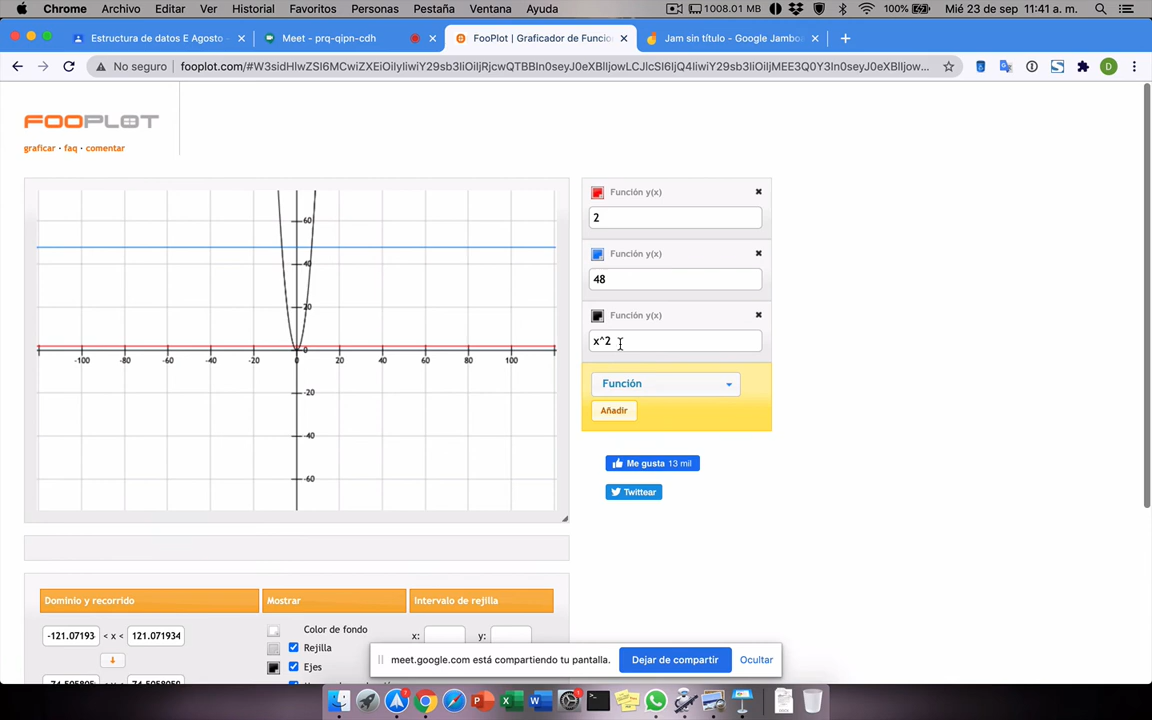 Chrome Archivo Editar Ver Historial Favoritos Personas Pestaña Ventana Ayuda 1008.01 MB 100% Mié 23 de sep 11:41 a. m.
Estructura de datos E Agosto - Meet - prq-qipn-cdh FooPlot | Graficador de Funcio Jam sin título - Google Jamboa
No seguro | fooplot.com/#W3sidHlwZSI6MCwiZXEiOiIyIiwiY29sb3IiOiIjRjcwQTBBIn0seyJ0eXBlIjowLCJlcSI6IjQ4IiwiY29sb3IiOiIjMEE3Q0Y3In0seyJ0eXBlIjow... D
FOOPLOT
graficar · faq · comentar
Función y(x)
2
Función y(x)
48
Función y(x)
x^2
Función
Añadir
Me gusta 13 mil
Twittear
60
40
20
-100 -80 -60 -40 -20 0 20 40 60 80 100
-20
-40
-60
Dominio y recorrido Mostrar Intervalo de rejilla
-121.07193 < x < 121.071934
Color de fondo
x: y:
Rejilla
Ejes
meet.google.com está compartiendo tu pantalla. Dejar de compartir Ocultar